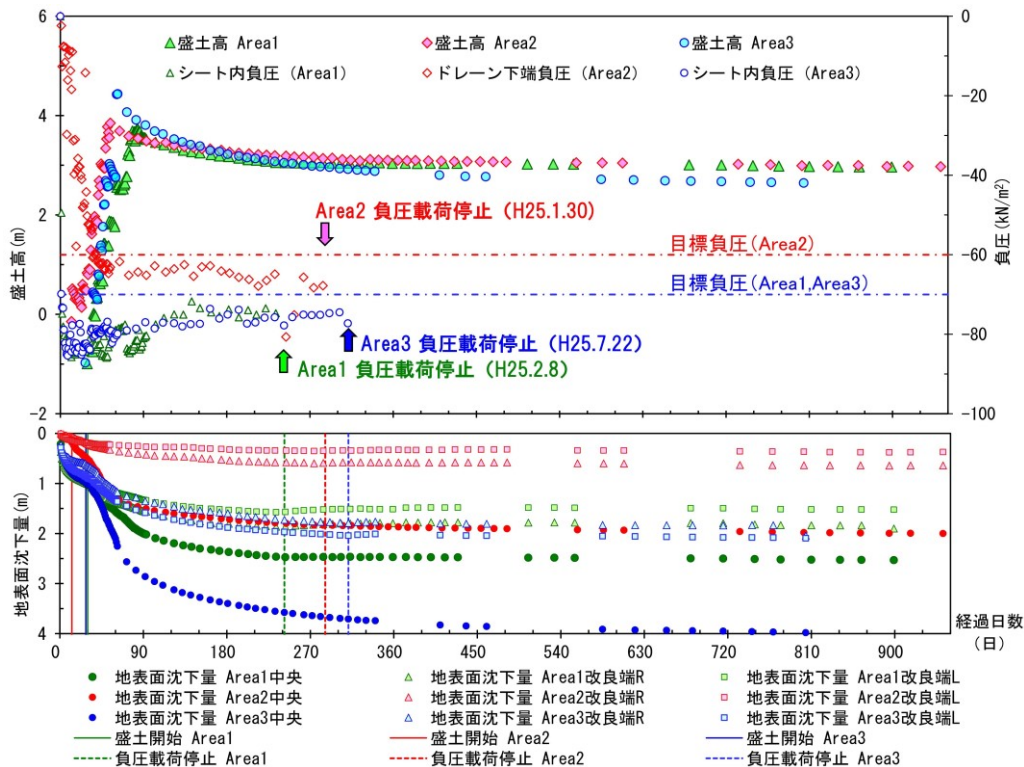 6
4
2
0
-2
盛土高(m)
0
-20
-40
-60
-80
-100
負圧(kN/m²)
盛土高 Area1 盛土高 Area2 盛土高 Area3
シート内負圧 (Area1) ドレーン下端負圧 (Area2) シート内負圧 (Area3)
Area2 負圧載荷停止 (H25.1.30)
目標負圧(Area2)
目標負圧(Area1,Area3)
Area3 負圧載荷停止 (H25.7.22)
Area1 負圧載荷停止 (H25.2.8)
0
1
2
3
4
地表面沈下量(m)
0 90 180 270 360 450 540 630 720 810 900
経過日数
(日)
地表面沈下量 Area1中央 地表面沈下量 Area1改良端R 地表面沈下量 Area1改良端L
地表面沈下量 Area2中央 地表面沈下量 Area2改良端R 地表面沈下量 Area2改良端L
地表面沈下量 Area3中央 地表面沈下量 Area3改良端R 地表面沈下量 Area3改良端L
盛土開始 Area1 盛土開始 Area2 盛土開始 Area3
負圧載荷停止 Area1 負圧載荷停止 Area2 負圧載荷停止 Area3